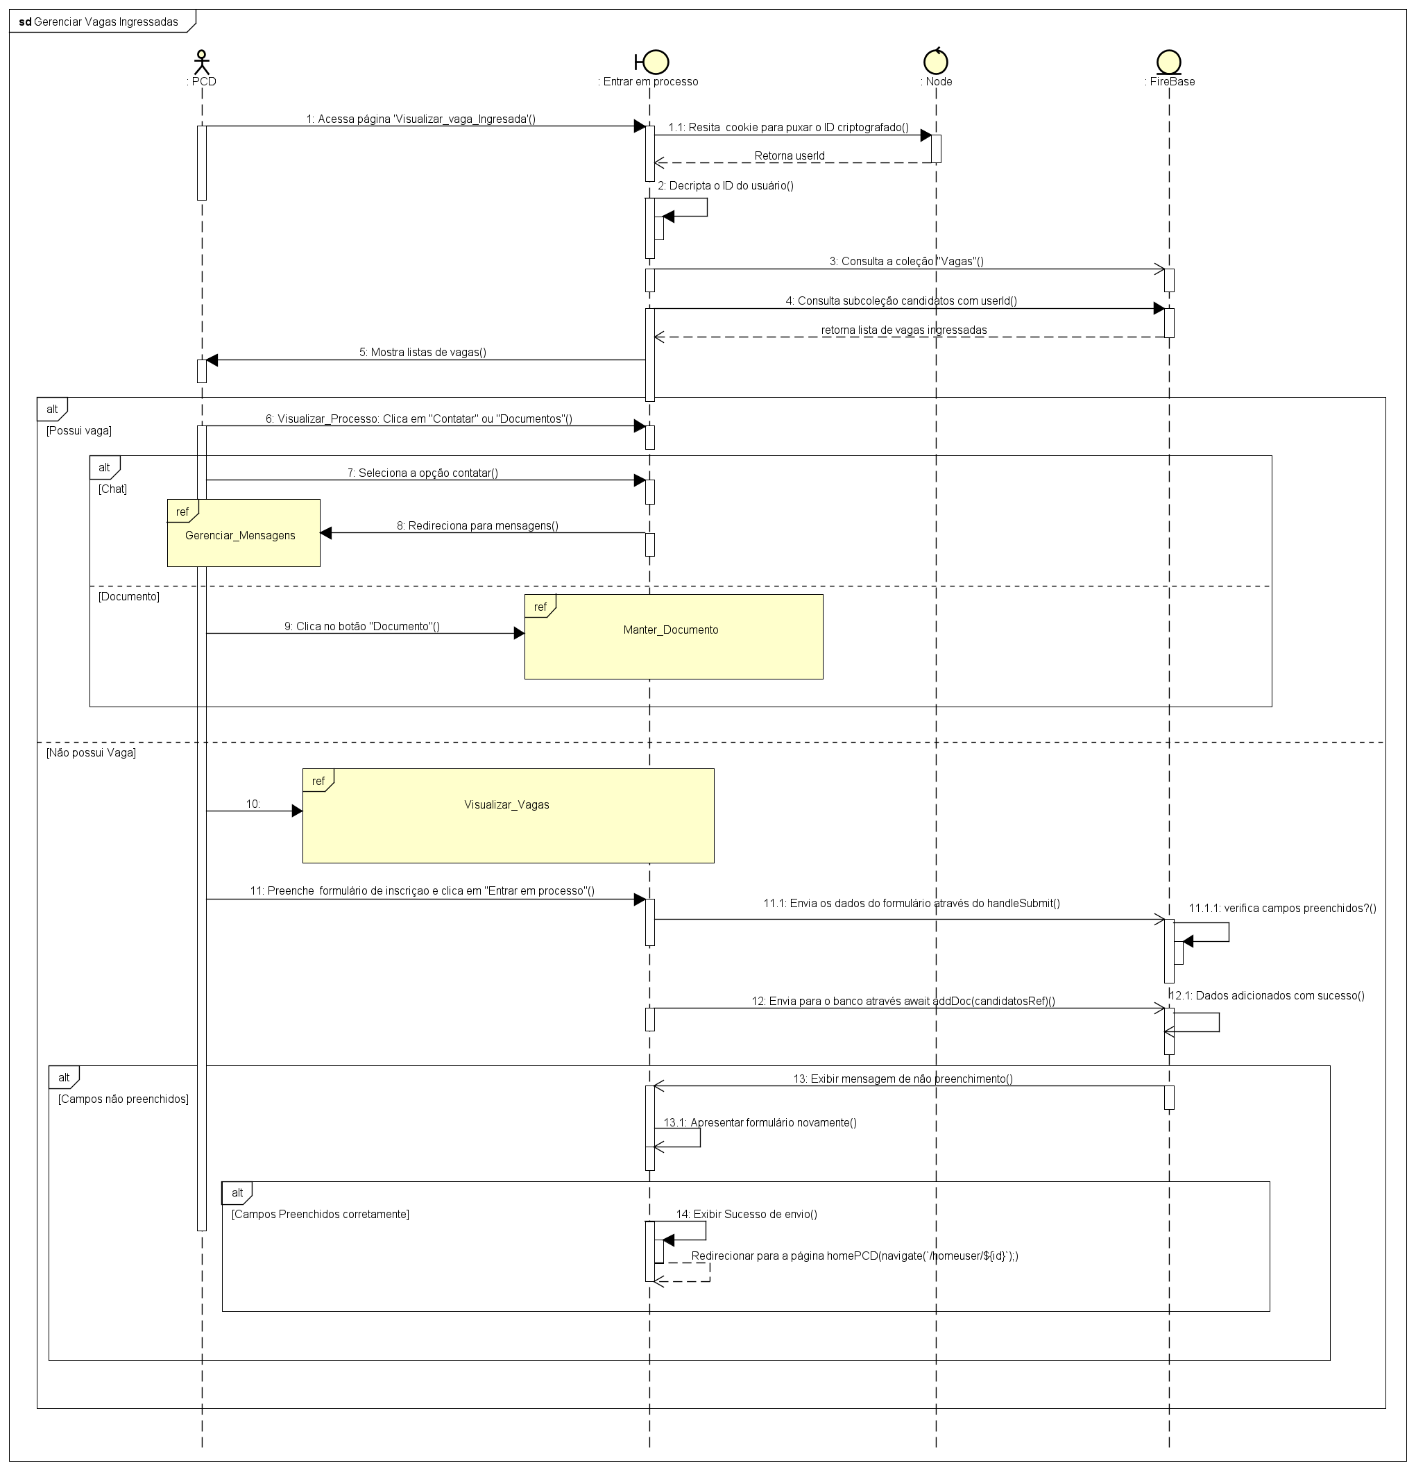 sd Gerenciar Vagas Ingressadas
: PCD
: Entrar em processo
: Node
: FireBase
1: Acessa página 'Visualizar_vaga_Ingresada'()
1.1: Resita  cookie para puxar o ID criptografado()
Retorna userId
2: Decripta o ID do usuário()
3: Consulta a coleção "Vagas"()
4: Consulta subcoleção candidatos com userId()
retorna lista de vagas ingressadas
5: Mostra listas de vagas()
alt
[Possui vaga]
6: Visualizar_Processo: Clica em "Contatar" ou "Documentos"()
alt
[Chat]
7: Seleciona a opção contatar()
ref
Gerenciar_Mensagens
8: Redireciona para mensagens()
[Documento]
ref
Manter_Documento
9: Clica no botão "Documento"()
[Não possui Vaga]
ref
Visualizar_Vagas
10:
11: Preenche  formulário de inscriçao e clica em "Entrar em processo"()
11.1: Envia os dados do formulário através do handleSubmit()
11.1.1: verifica campos preenchidos?()
12: Envia para o banco através await addDoc(candidatosRef)()
12.1: Dados adicionados com sucesso()
alt
[Campos não preenchidos]
13: Exibir mensagem de não preenchimento()
13.1: Apresentar formulário novamente()
alt
[Campos Preenchidos corretamente]
14: Exibir Sucesso de envio()
Redirecionar para a página homePCD(navigate(`/homeuser/${id}`);)